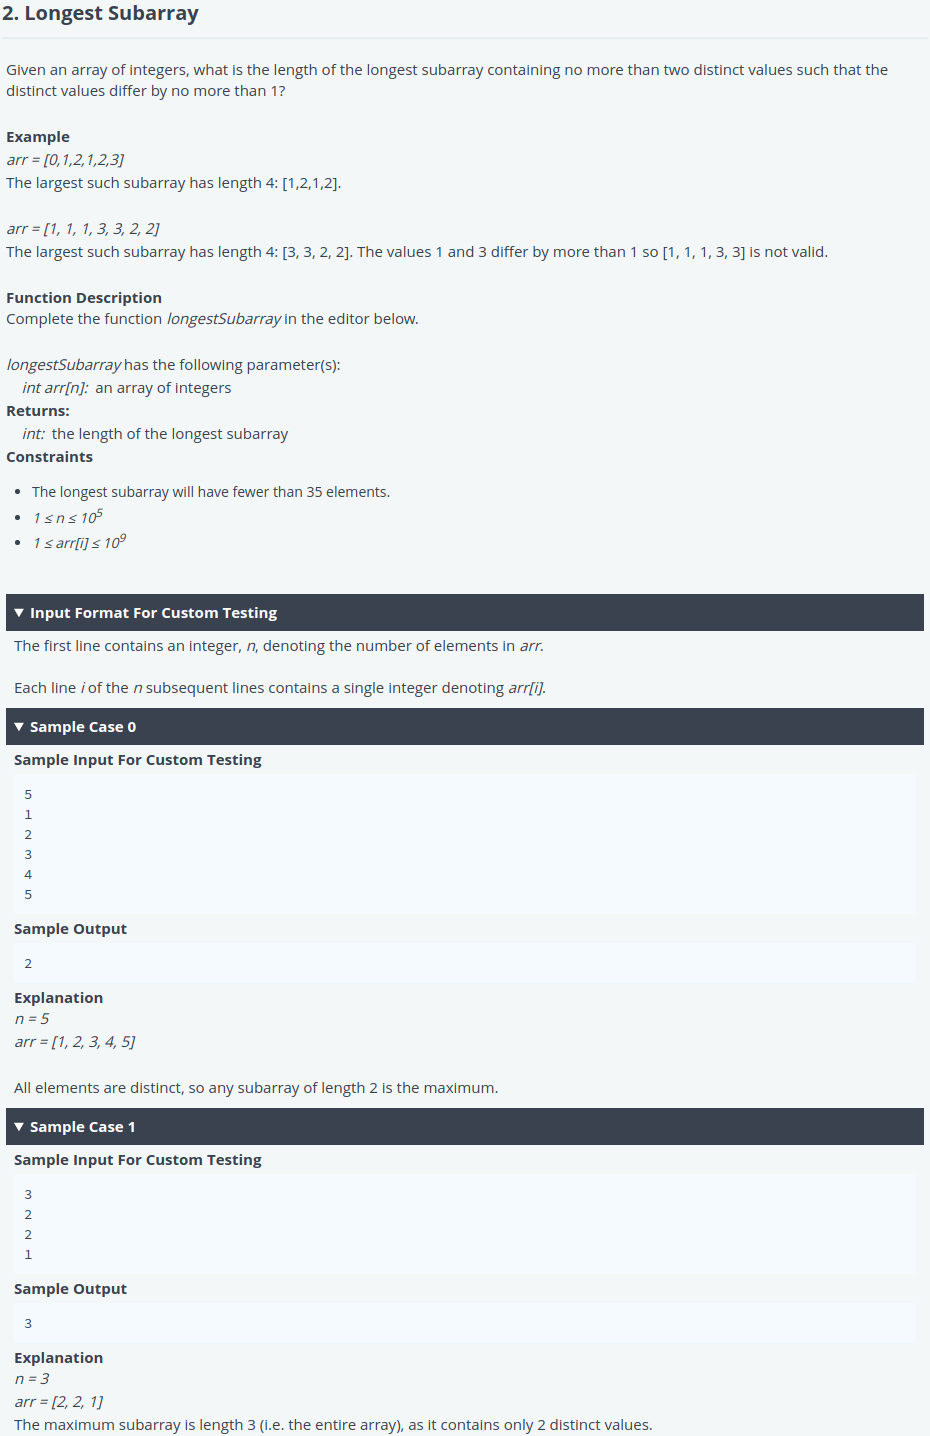 2. Longest Subarray
Given an array of integers, what is the length of the longest subarray containing no more than two distinct values such that the
distinct values differ by no more than 1?
Example
arr = [0,1,2,1,2,3]
The largest such subarray has length 4: [1,2,1,2].
arr = [1, 1, 1, 3, 3, 2, 2]
The largest such subarray has length 4: [3, 3, 2, 2]. The values 1 and 3 differ by more than 1 so [1, 1, 1, 3, 3] is not valid.
Function Description
Complete the function longestSubarray in the editor below.
longestSubarray has the following parameter(s):
int arr[n]: an array of integers
Returns:
int: the length of the longest subarray
Constraints
• The longest subarray will have fewer than 35 elements.
• 1 ≤ n ≤ 10⁵
• 1 ≤ arr[i] ≤ 10⁹
▼ Input Format For Custom Testing
The first line contains an integer, n, denoting the number of elements in arr.
Each line i of the n subsequent lines contains a single integer denoting arr[i].
▼ Sample Case 0
Sample Input For Custom Testing
5
1
2
3
4
5
Sample Output
2
Explanation
n = 5
arr = [1, 2, 3, 4, 5]
All elements are distinct, so any subarray of length 2 is the maximum.
▼ Sample Case 1
Sample Input For Custom Testing
3
2
2
1
Sample Output
3
Explanation
n = 3
arr = [2, 2, 1]
The maximum subarray is length 3 (i.e. the entire array), as it contains only 2 distinct values.